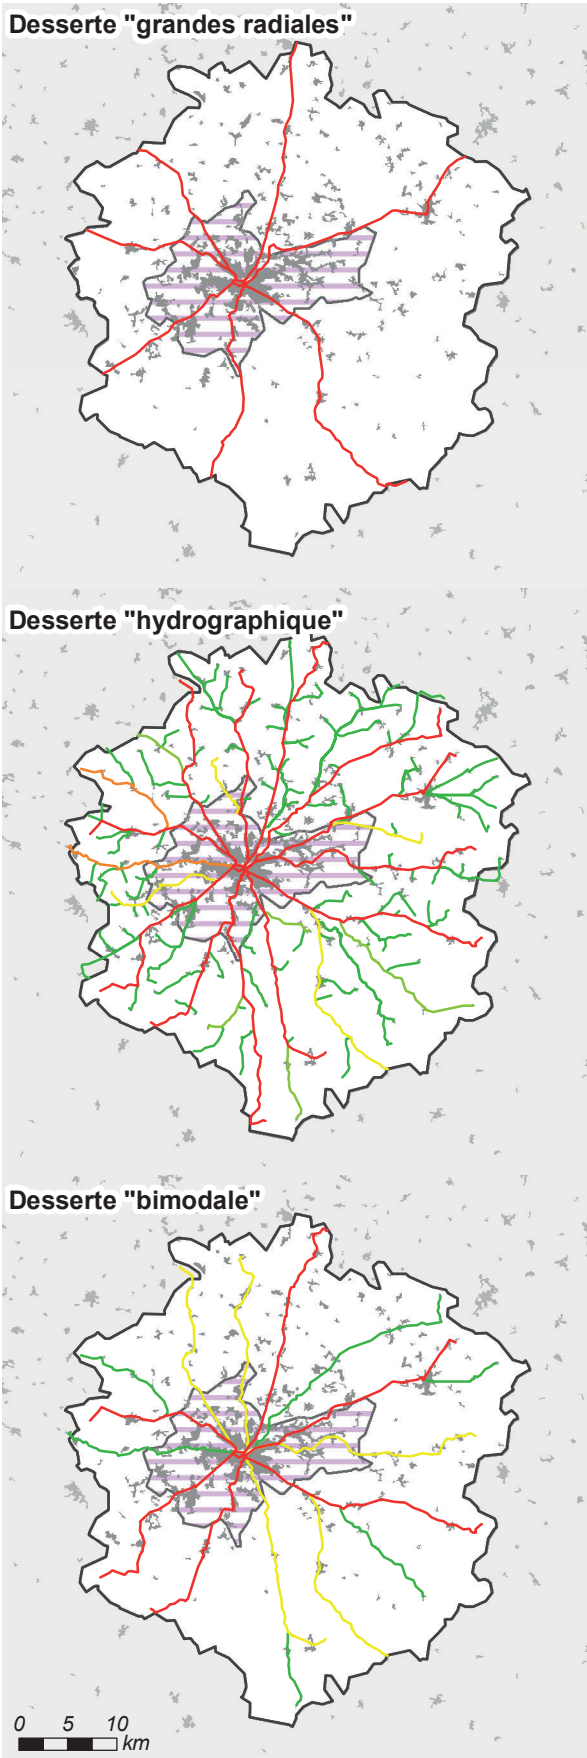 Desserte "grandes radiales"
Desserte "hydrographique"
Desserte "bimodale"
0 5 10
km